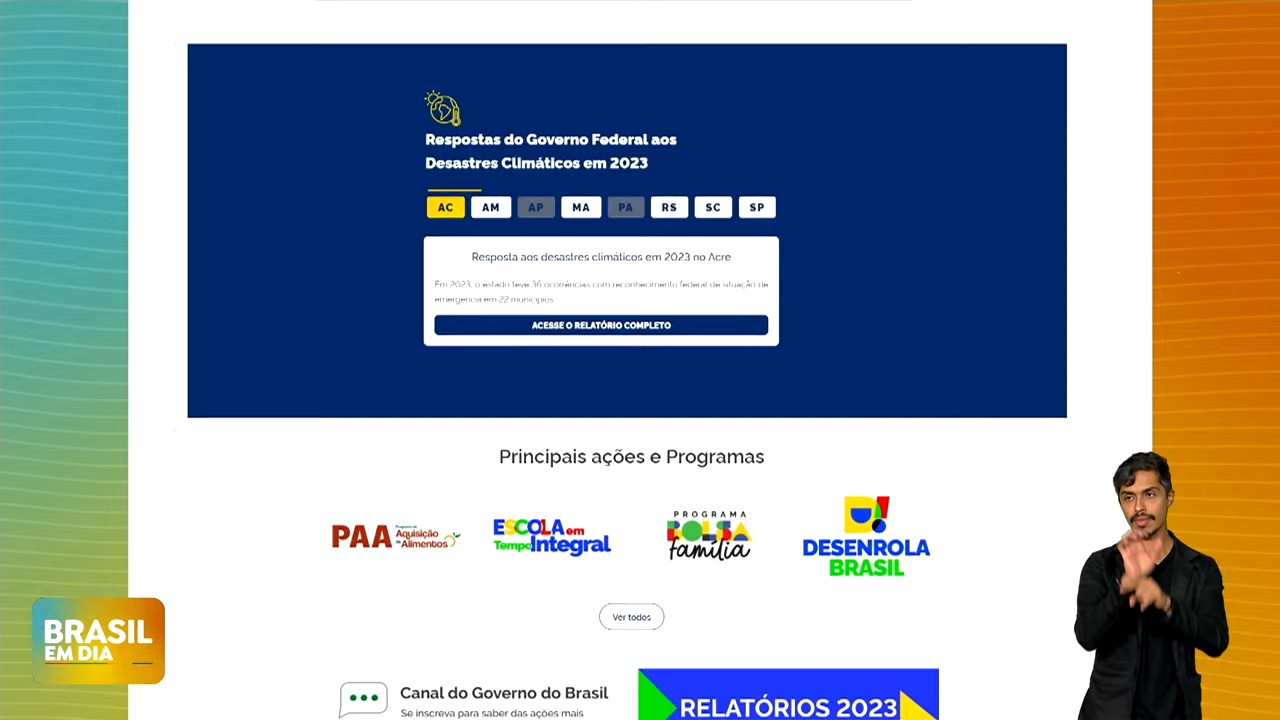 Respostas do Governo Federal aos
Desastres Climáticos em 2023
AC AM AP MA PA RS SC SP
Resposta aos desastres climáticos em 2023 no Acre
Em 2023, o estado teve 36 ocorrências com reconhecimento federal de situação de
emergência em 22 municípios.
ACESSE O RELATÓRIO COMPLETO
Principais ações e Programas
PAA Programa de Aquisição de Alimentos
ESCOLA em
Tempo Integral
PROGRAMA
BOLSA
família
DESENROLA
BRASIL
Ver todos
BRASIL
EM DIA
Canal do Governo do Brasil
Se inscreva para saber das ações mais
RELATÓRIOS 2023